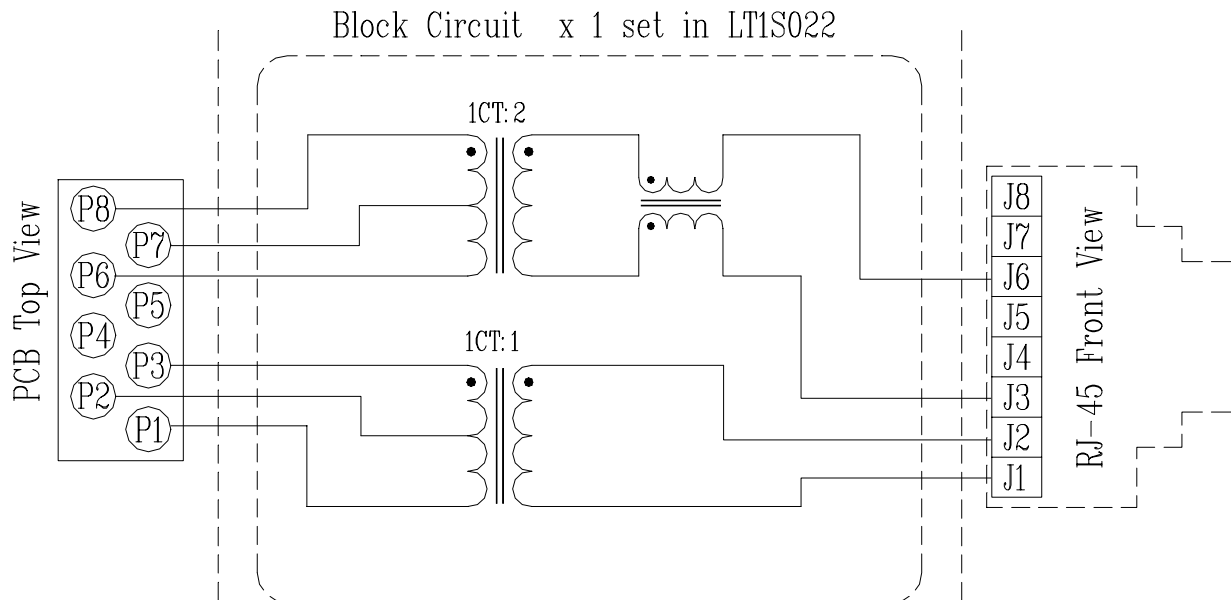 Block Circuit x 1 set in LT1S022
1CT:2
PCB Top View
P8
P7
P6
P5
P4
P3
P2
P1
1CT:1
J8
J7
J6
J5
J4
J3
J2
J1
RJ-45 Front View